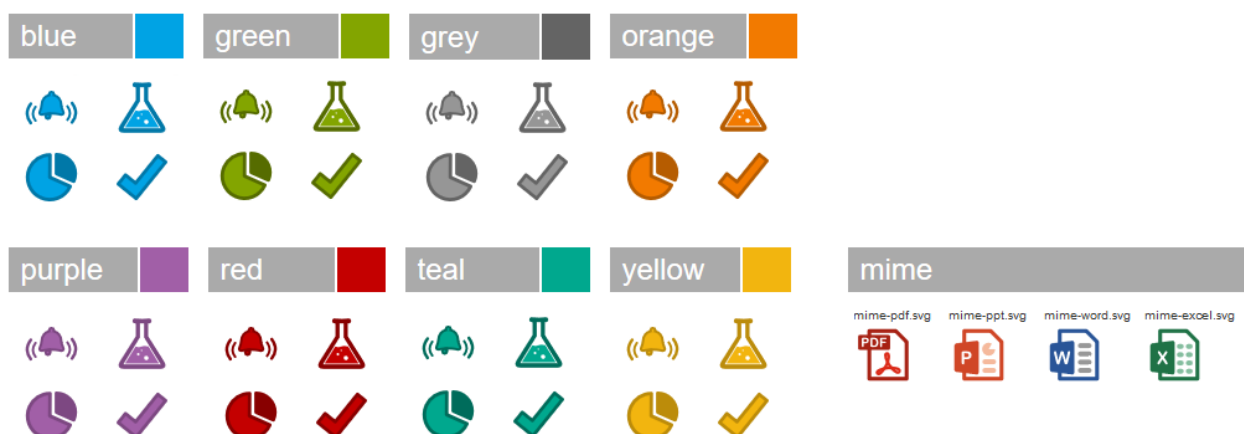 blue
green
grey
orange
purple
red
teal
yellow
mime
mime-pdf.svg
mime-ppt.svg
mime-word.svg
mime-excel.svg
PDF
P
W
X